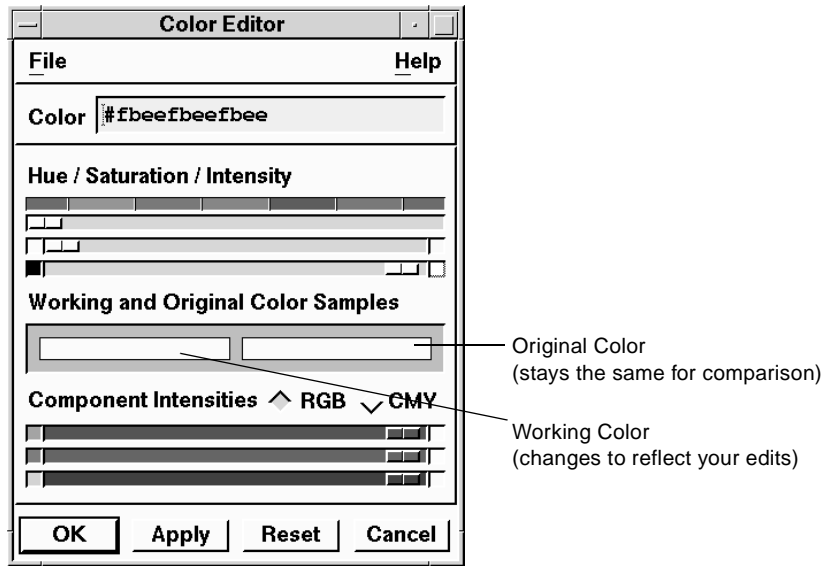 Color Editor
File Help
Color #fbeefbeefbee
Hue / Saturation / Intensity
Working and Original Color Samples
Original Color
(stays the same for comparison)
Component Intensities RGB CMY
Working Color
(changes to reflect your edits)
OK Apply Reset Cancel